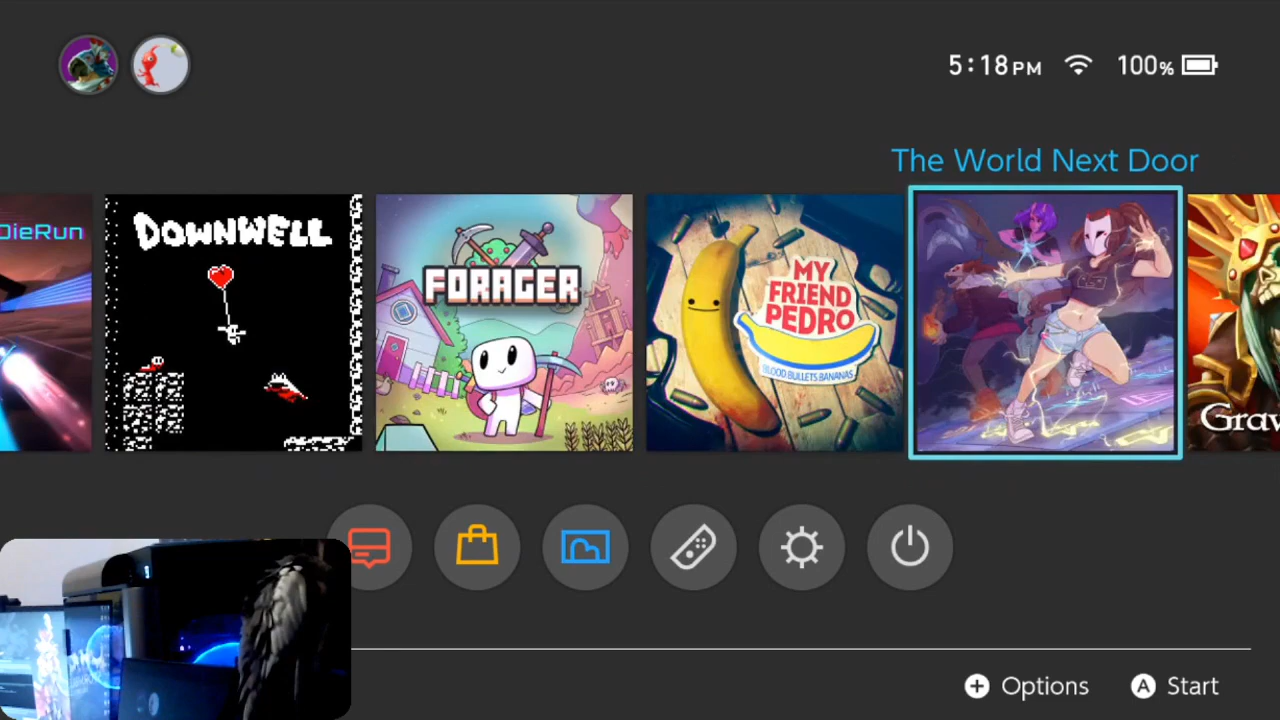 5:18PM 100%
The World Next Door
DieRun
DOWNWELL
FORAGER
MY
FRIEND
PEDRO
BLOOD BULLETS BANANAS
Grav
Options
A Start